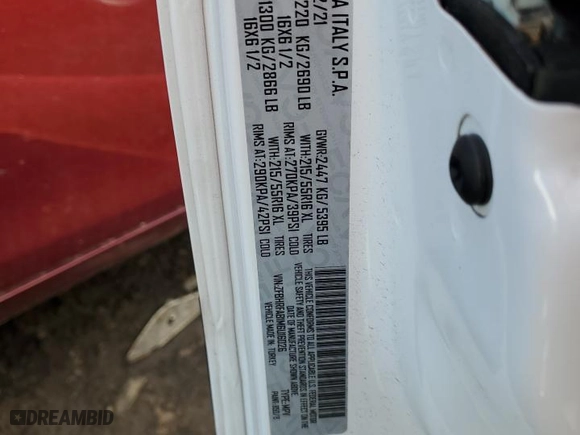 A ITALY S.P.A.
2/21
GVWR:2447 KG/5395 LB
220 KG/2690 LB
WITH:215/55R16 XL TIRES
16X6 1/2
RIMS AT:270KPA/39PSI COLD
1300 KG/2866 LB
WITH:215/55R16 XL TIRES
16X6 1/2
RIMS AT:290KPA/42PSI COLD
THIS VEHICLE CONFORMS TO ALL APPLICABLE U.S. FEDERAL MOTOR
VEHICLE SAFETY AND THEFT PREVENTION STANDARDS IN EFFECT ON THE
DATE OF MANUFACTURE SHOWN ABOVE.
TYPE:MPV
VEHICLE MADE IN: TURKEY
DREAMBID
DREAMBID.COM